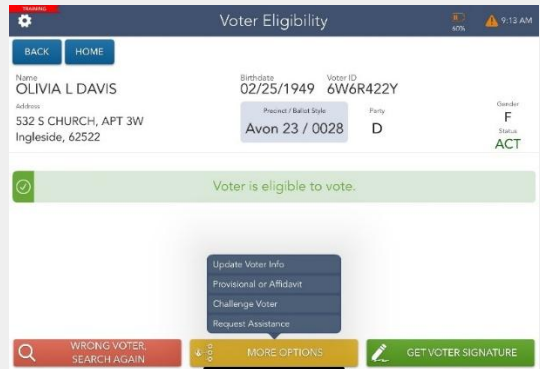 TRAINING
Voter Eligibility
60%
9:13 AM
BACK
HOME
Name
OLIVIA L DAVIS
Birthdate
02/25/1949
Voter ID
6W6R422Y
Address
532 S CHURCH, APT 3W
Ingleside, 62522
Precinct / Ballot Style
Avon 23 / 0028
Party
D
Gender
F
Status
ACT
Voter is eligible to vote.
Update Voter Info
Provisional or Affidavit
Challenge Voter
Request Assistance
WRONG VOTER,
SEARCH AGAIN
MORE OPTIONS
GET VOTER SIGNATURE